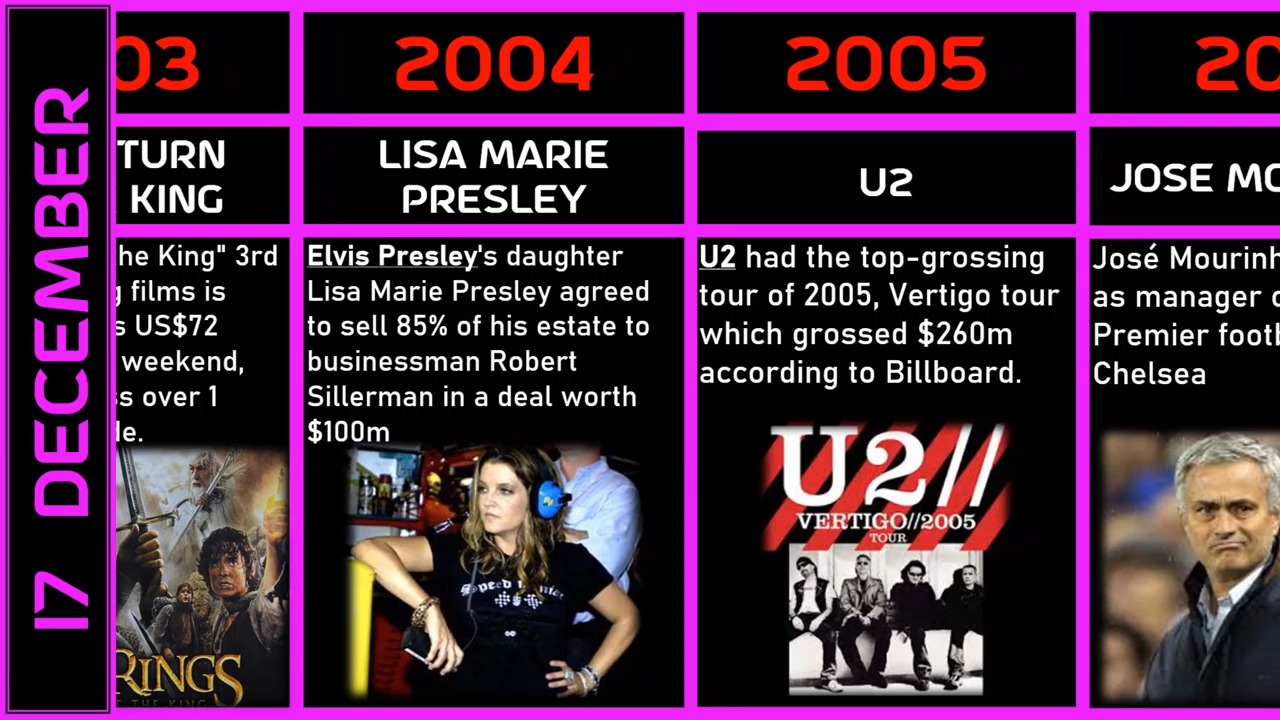 17 DECEMBER
03
TURN
KING
he King" 3rd
films is
US$72
weekend,
ss over 1
de.
RINGS
THE KING
2004
LISA MARIE
PRESLEY
Elvis Presley's daughter
Lisa Marie Presley agreed
to sell 85% of his estate to
businessman Robert
Sillerman in a deal worth
$100m
2005
U2
U2 had the top-grossing
tour of 2005, Vertigo tour
which grossed $260m
according to Billboard.
U2//
VERTIGO//2005
TOUR
20
JOSE MO
José Mourinh
as manager
Premier footb
Chelsea